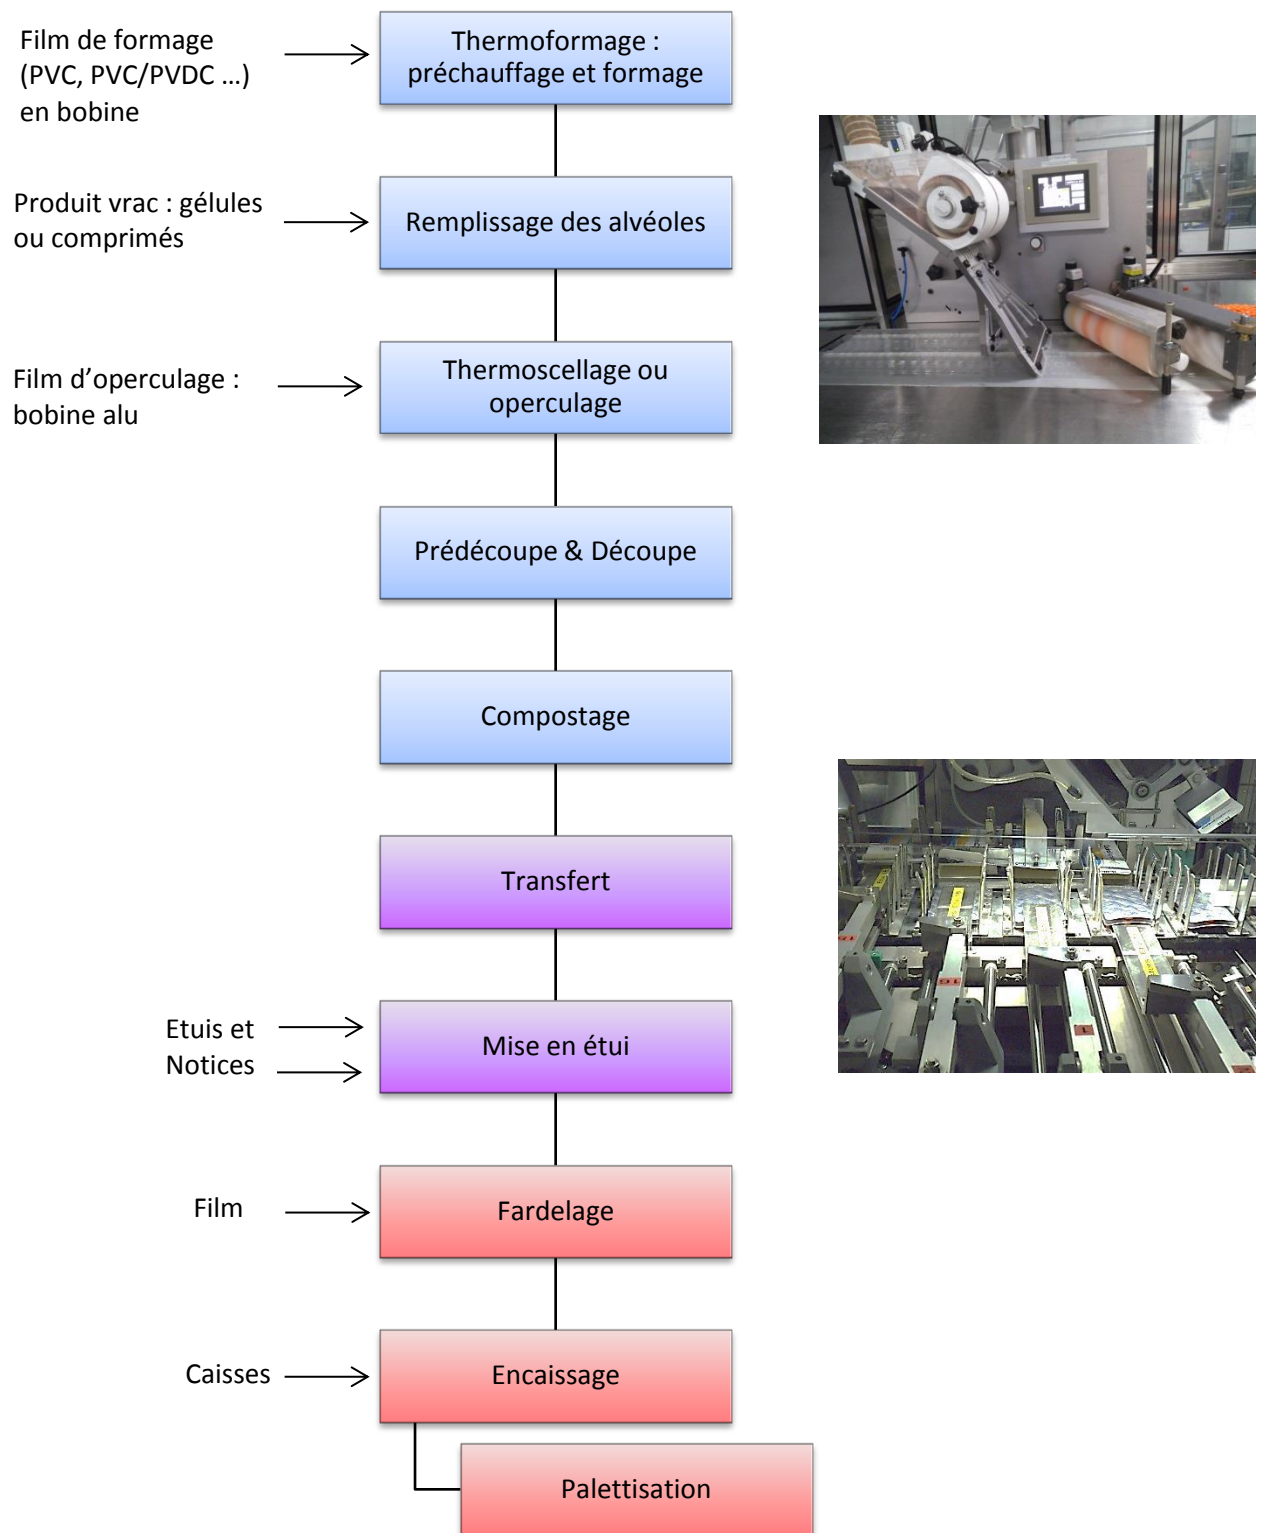 Film de formage
(PVC, PVC/PVDC ...)
en bobine
Thermoformage :
préchauffage et formage
Produit vrac : gélules
ou comprimés
Remplissage des alvéoles
Film d’operculage :
bobine alu
Thermoscellage ou
operculage
Prédécoupe & Découpe
Compostage
Transfert
Etuis et
Notices
Mise en étui
Film
Fardelage
Caisses
Encaissage
Palettisation